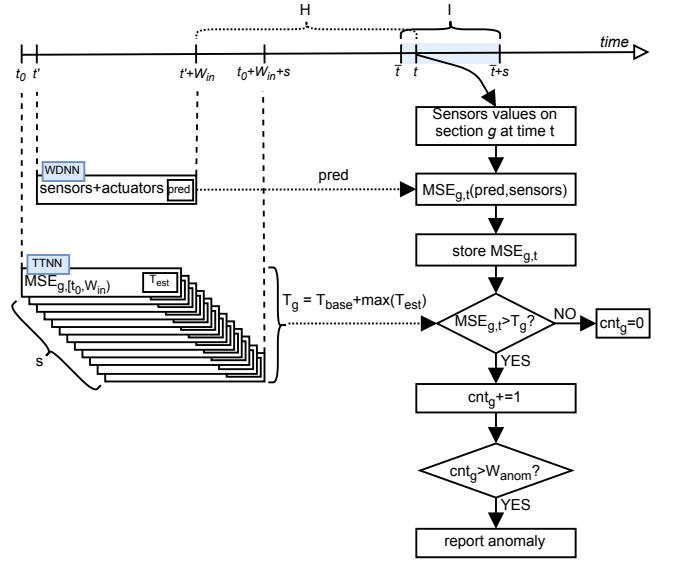 H
I
time
t0
t'
t'+Win
t0+Win+s
t̅
t
t̅+s
Sensors values on
section g at time t
WDNN
sensors+actuators
pred
pred
MSEg,t(pred,sensors)
store MSEg,t
TTNN
MSEg,[t0,Win)
Test
Tg = Tbase+max(Test)
MSEg,t>Tg?
NO
cntg=0
s
YES
cntg+=1
cntg>Wanom?
YES
report anomaly